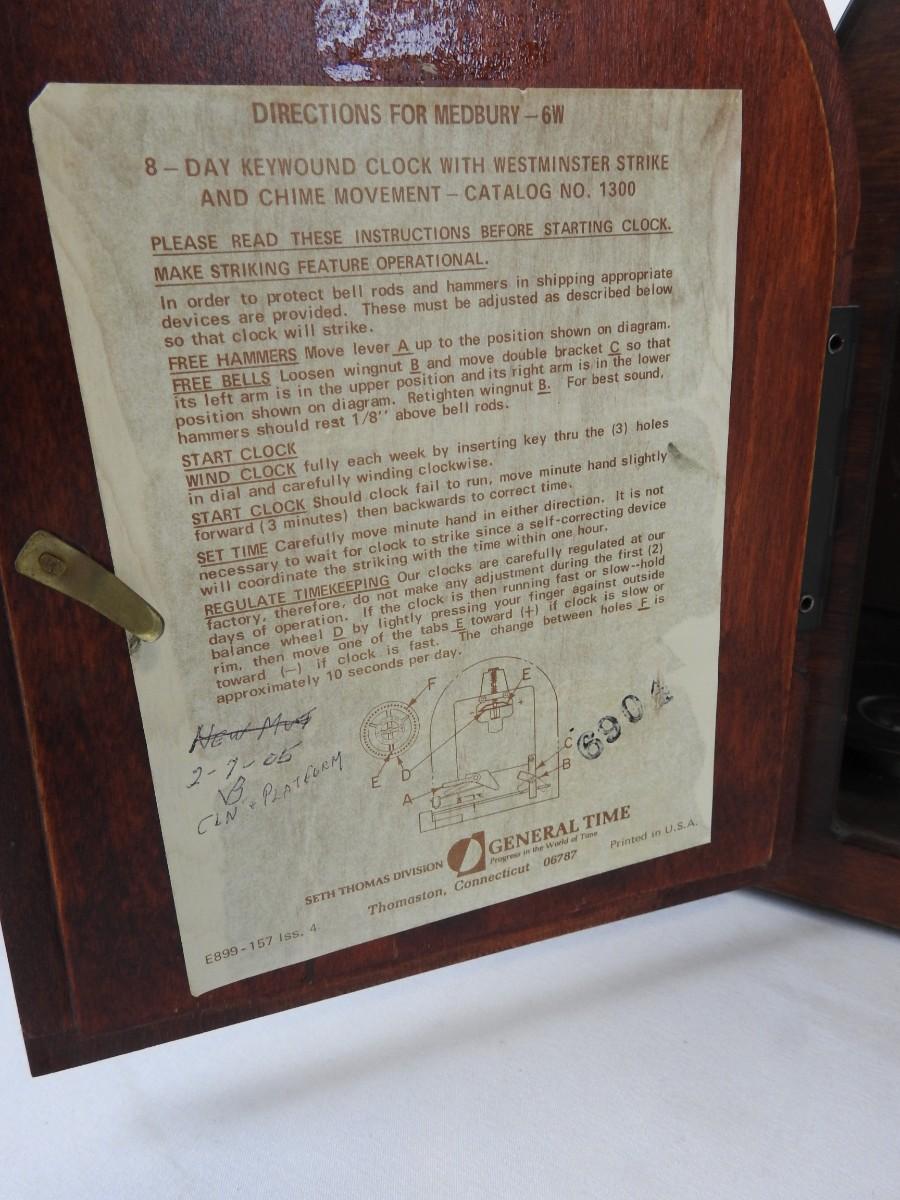 DIRECTIONS FOR MEDBURY – 6W
8 – DAY KEYWOUND CLOCK WITH WESTMINSTER STRIKE
AND CHIME MOVEMENT – CATALOG NO. 1300
PLEASE READ THESE INSTRUCTIONS BEFORE STARTING CLOCK.
MAKE STRIKING FEATURE OPERATIONAL.
In order to protect bell rods and hammers in shipping appropriate
devices are provided. These must be adjusted as described below
so that clock will strike.
FREE HAMMERS Move lever A up to the position shown on diagram.
FREE BELLS Loosen wingnut B and move double bracket C so that
its left arm is in the upper position and its right arm is in the lower
position shown on diagram. Retighten wingnut B. For best sound,
hammers should rest 1/8'' above bell rods.
START CLOCK
WIND CLOCK fully each week by inserting key thru the (3) holes
in dial and carefully winding clockwise.
START CLOCK Should clock fail to run, move minute hand slightly
forward (3 minutes) then backwards to correct time.
SET TIME Carefully move minute hand in either direction. It is not
necessary to wait for clock to strike since a self-correcting device
will coordinate the striking with the time within one hour.
REGULATE TIMEKEEPING Our clocks are carefully regulated at our
factory, therefore, do not make any adjustment during the first (2)
days of operation. If the clock is then running fast or slow--hold
balance wheel D by lightly pressing your finger against outside
rim, then move one of the tabs E toward (+) if clock is slow or
toward (–) if clock is fast. The change between holes F is
approximately 10 seconds per day.
F
E
E
D
A
C
B
6904
New Mvt
2-7-05
VB
CLN & PLATFORM
SETH THOMAS DIVISION
GENERAL TIME
Progress in the World of Time
Thomaston, Connecticut 06787
Printed in U.S.A.
E899-157 Iss. 4